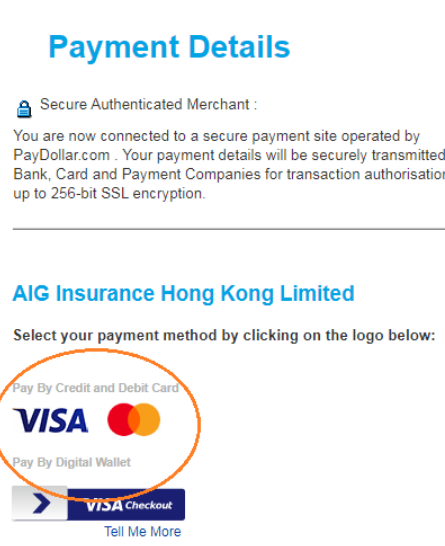 Payment Details
Secure Authenticated Merchant :
You are now connected to a secure payment site operated by
PayDollar.com . Your payment details will be securely transmitted
Bank, Card and Payment Companies for transaction authorisation
up to 256-bit SSL encryption.
AIG Insurance Hong Kong Limited
Select your payment method by clicking on the logo below:
Pay By Credit and Debit Card
VISA
Pay By Digital Wallet
VISA Checkout
Tell Me More